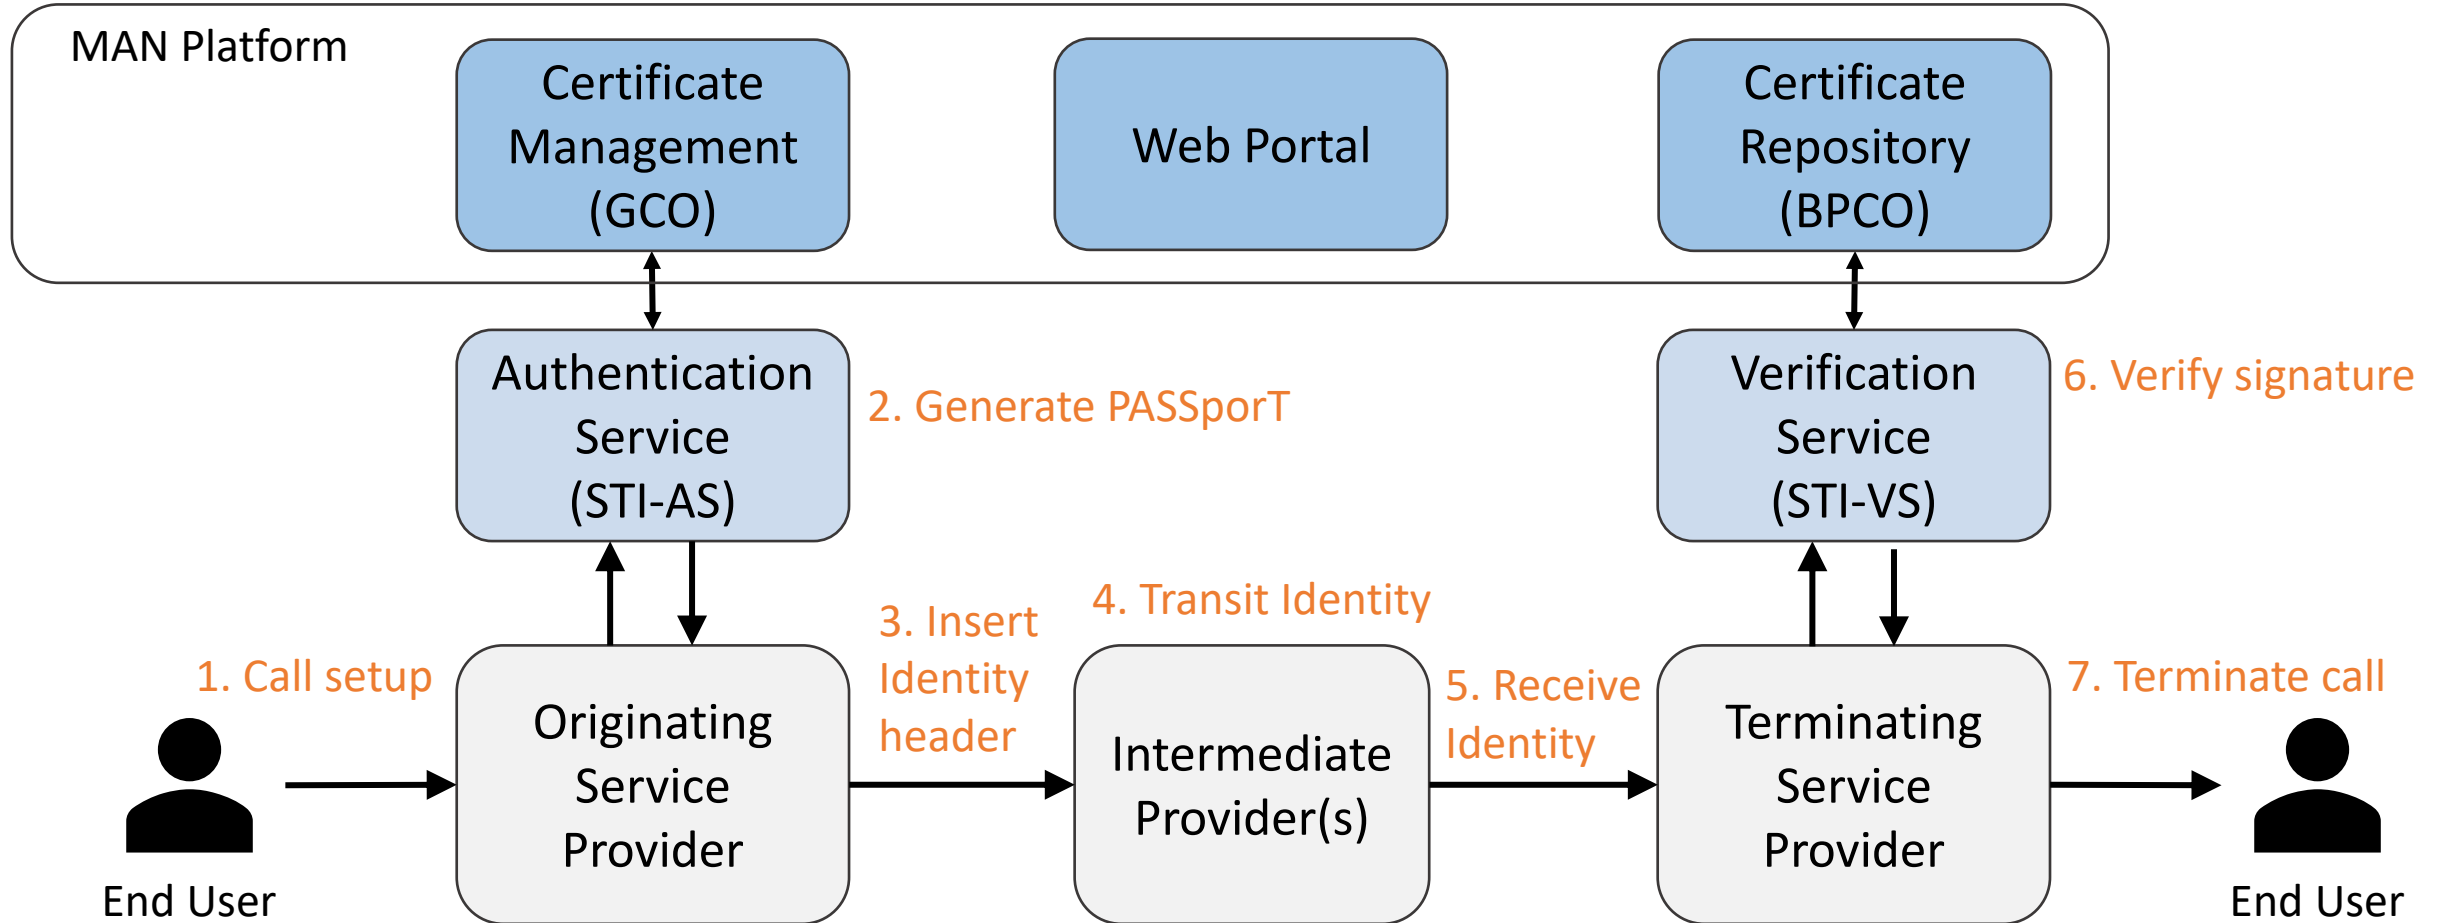 MAN Platform
Certificate
Management
(GCO)
Web Portal
Certificate
Repository
(BPCO)
Authentication
Service
(STI-AS)
2. Generate PASSporT
Verification
Service
(STI-VS)
6. Verify signature
1. Call setup
3. Insert
Identity
header
4. Transit Identity
5. Receive
Identity
7. Terminate call
Originating
Service
Provider
Intermediate
Provider(s)
Terminating
Service
Provider
End User
End User